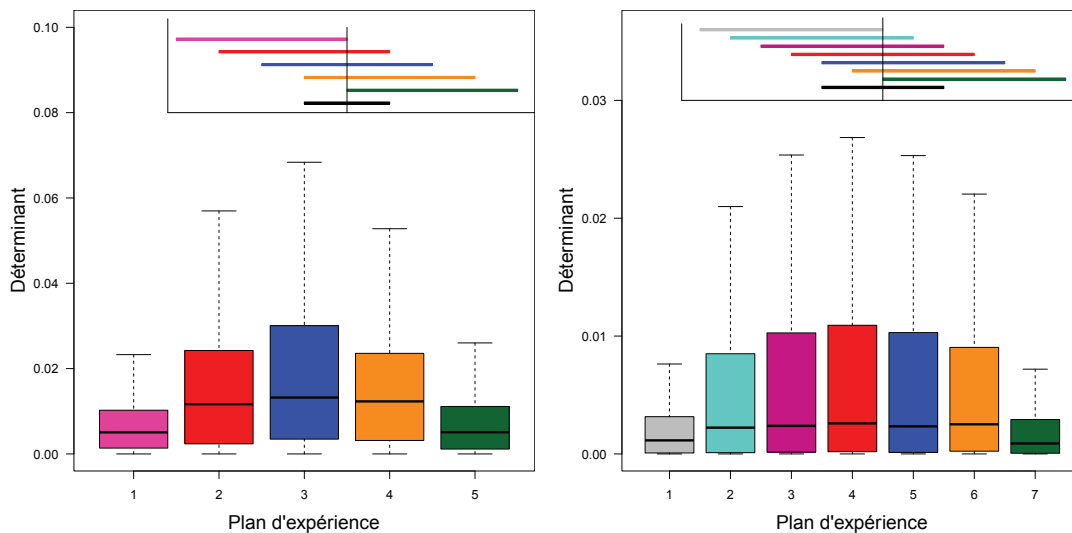 0.10
0.08
0.06
0.04
0.02
0.00
Déterminant
1 2 3 4 5
Plan d'expérience
0.03
0.02
0.01
0.00
Déterminant
1 2 3 4 5 6 7
Plan d'expérience